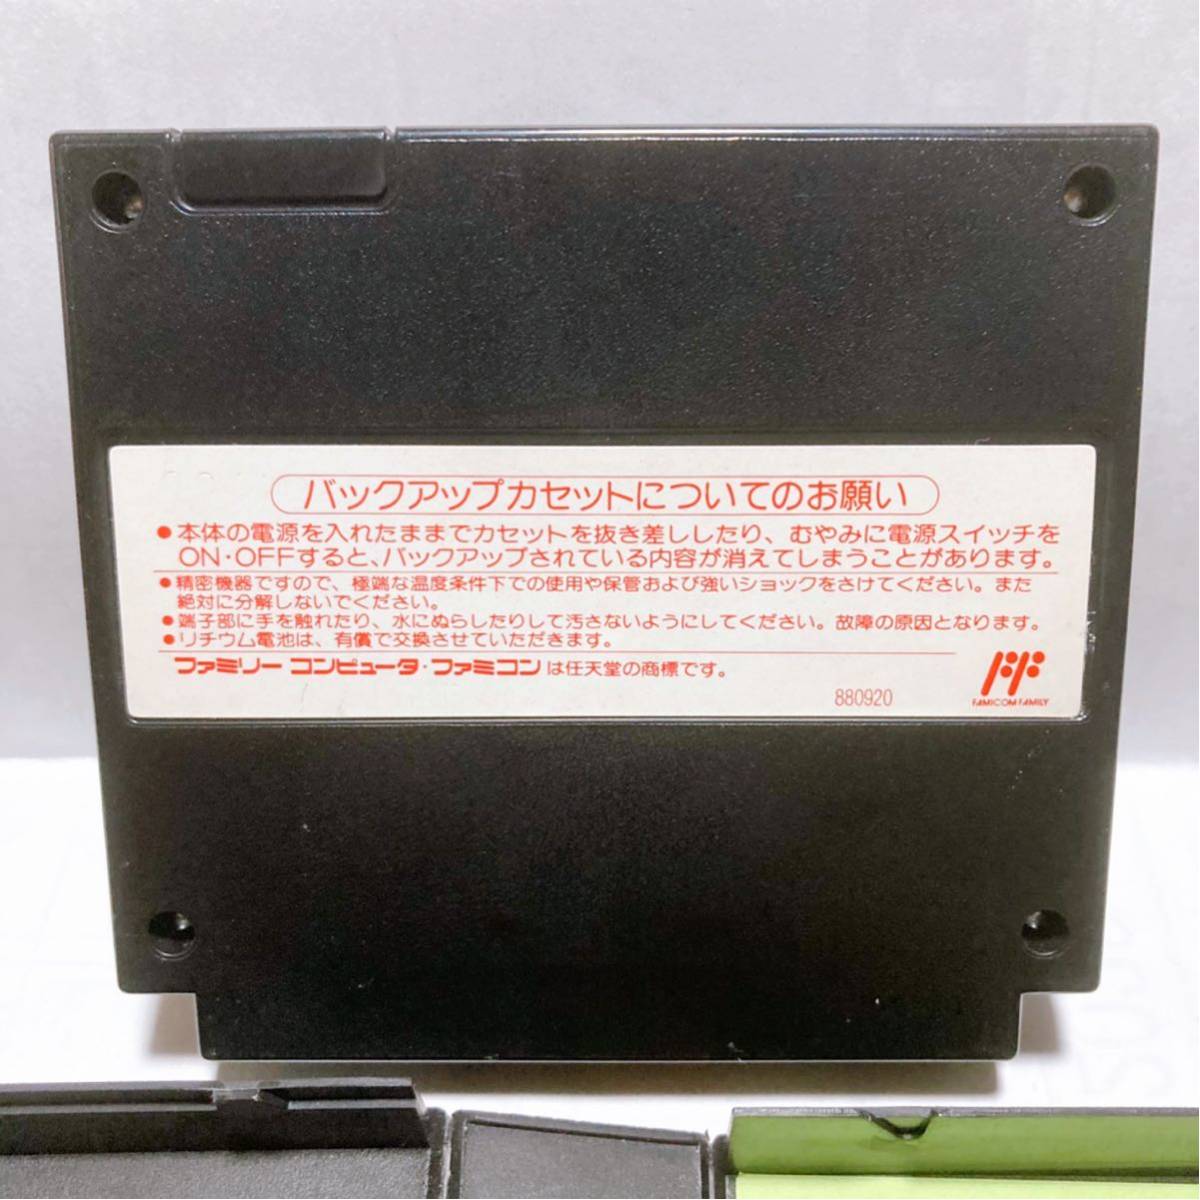 バックアップカセットについてのお願い
●本体の電源を入れたままでカセットを抜き差ししたり、むやみに電源スイッチを
ON・OFFすると、バックアップされている内容が消えてしまうことがあります。
●精密機器ですので、極端な温度条件下での使用や保管および強いショックをさけてください。また
絶対に分解しないでください。
●端子部に手を触れたり、水にぬらしたりして汚さないようにしてください。故障の原因となります。
●リチウム電池は、有償で交換させていただきます。
ファミリー コンピュータ・ファミコン は任天堂の商標です。
880920
FAMICOM FAMILY